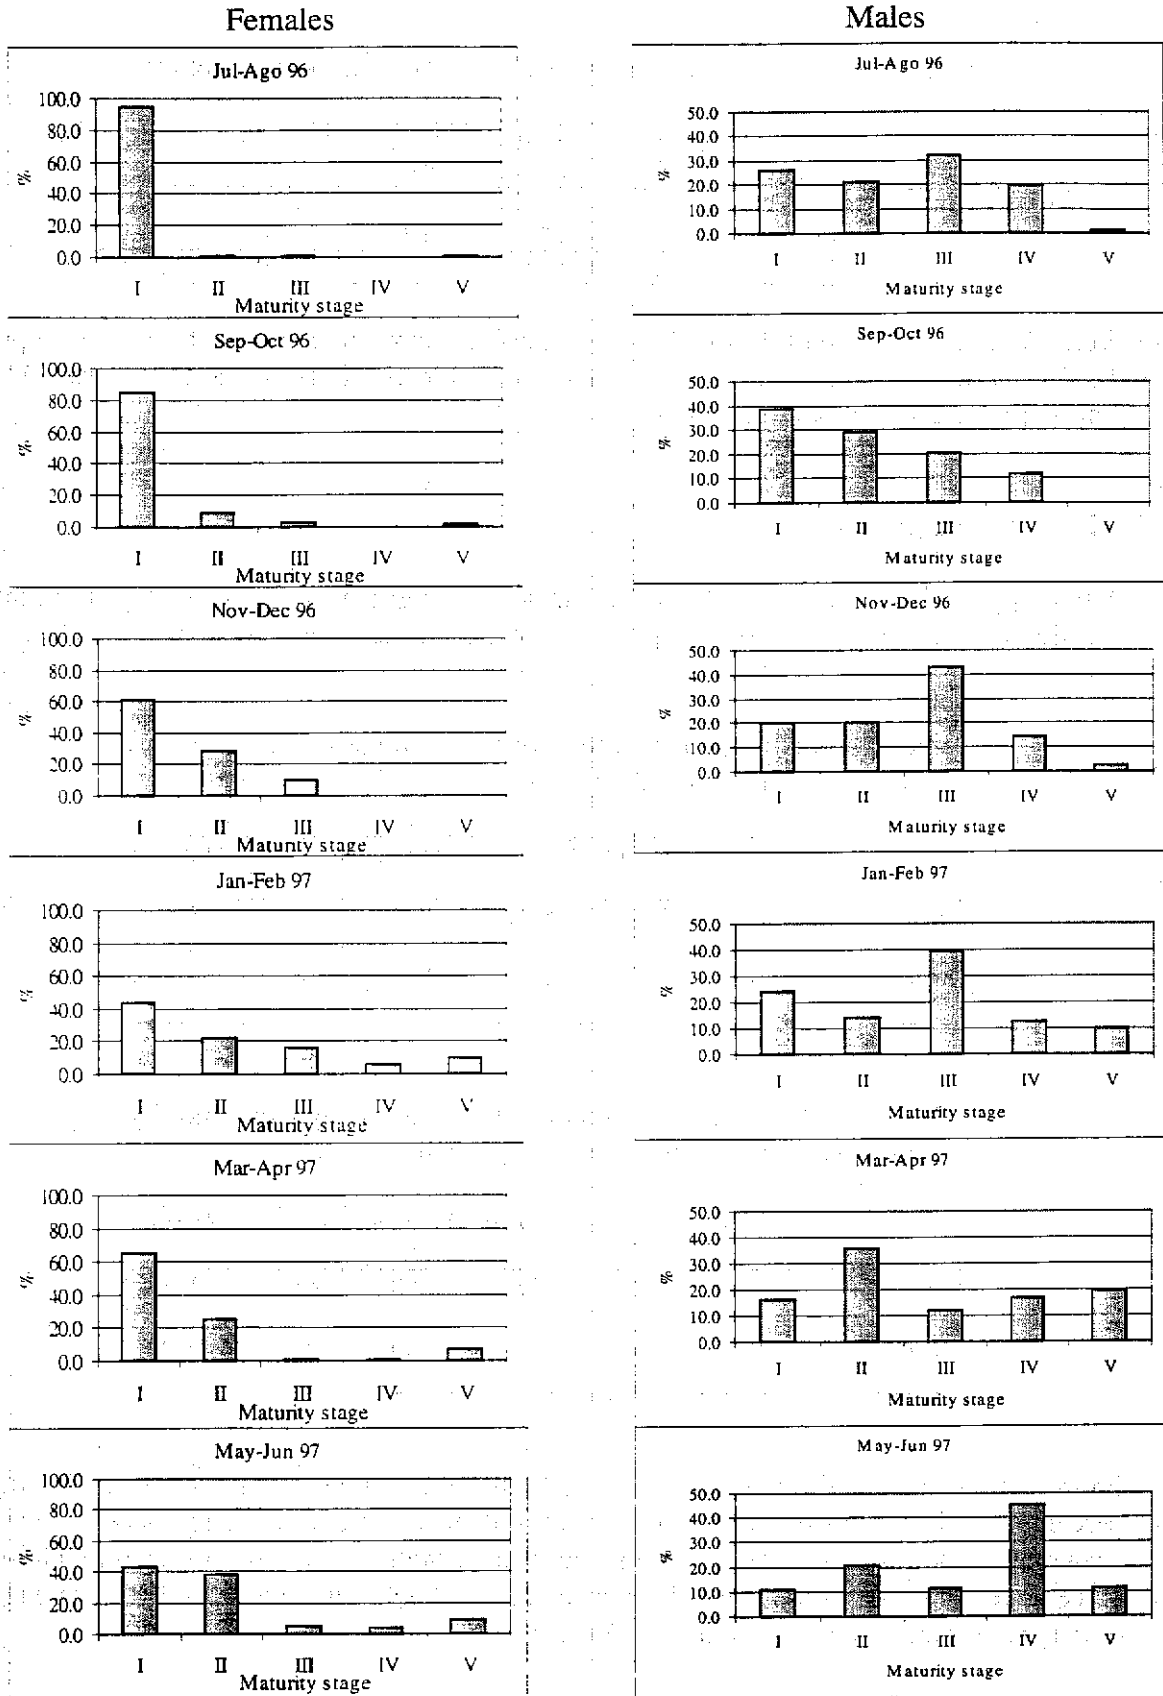 Females
Jul-Ago 96
100.0
80.0
60.0
40.0
20.0
0.0
%
I II III IV V
Maturity stage
Sep-Oct 96
100.0
80.0
60.0
40.0
20.0
0.0
%
I II III IV V
Maturity stage
Nov-Dec 96
100.0
80.0
60.0
40.0
20.0
0.0
%
I II III IV V
Maturity stage
Jan-Feb 97
100.0
80.0
60.0
40.0
20.0
0.0
%
I II III IV V
Maturity stage
Mar-Apr 97
100.0
80.0
60.0
40.0
20.0
0.0
%
I II III IV V
Maturity stage
May-Jun 97
100.0
80.0
60.0
40.0
20.0
0.0
%
I II III IV V
Maturity stage
Males
Jul-Ago 96
50.0
40.0
30.0
20.0
10.0
0.0
%
I II III IV V
Maturity stage
Sep-Oct 96
50.0
40.0
30.0
20.0
10.0
0.0
%
I II III IV V
Maturity stage
Nov-Dec 96
50.0
40.0
30.0
20.0
10.0
0.0
%
I II III IV V
Maturity stage
Jan-Feb 97
50.0
40.0
30.0
20.0
10.0
0.0
%
I II III IV V
Maturity stage
Mar-Apr 97
50.0
40.0
30.0
20.0
10.0
0.0
%
I II III IV V
Maturity stage
May-Jun 97
50.0
40.0
30.0
20.0
10.0
0.0
%
I II III IV V
Maturity stage